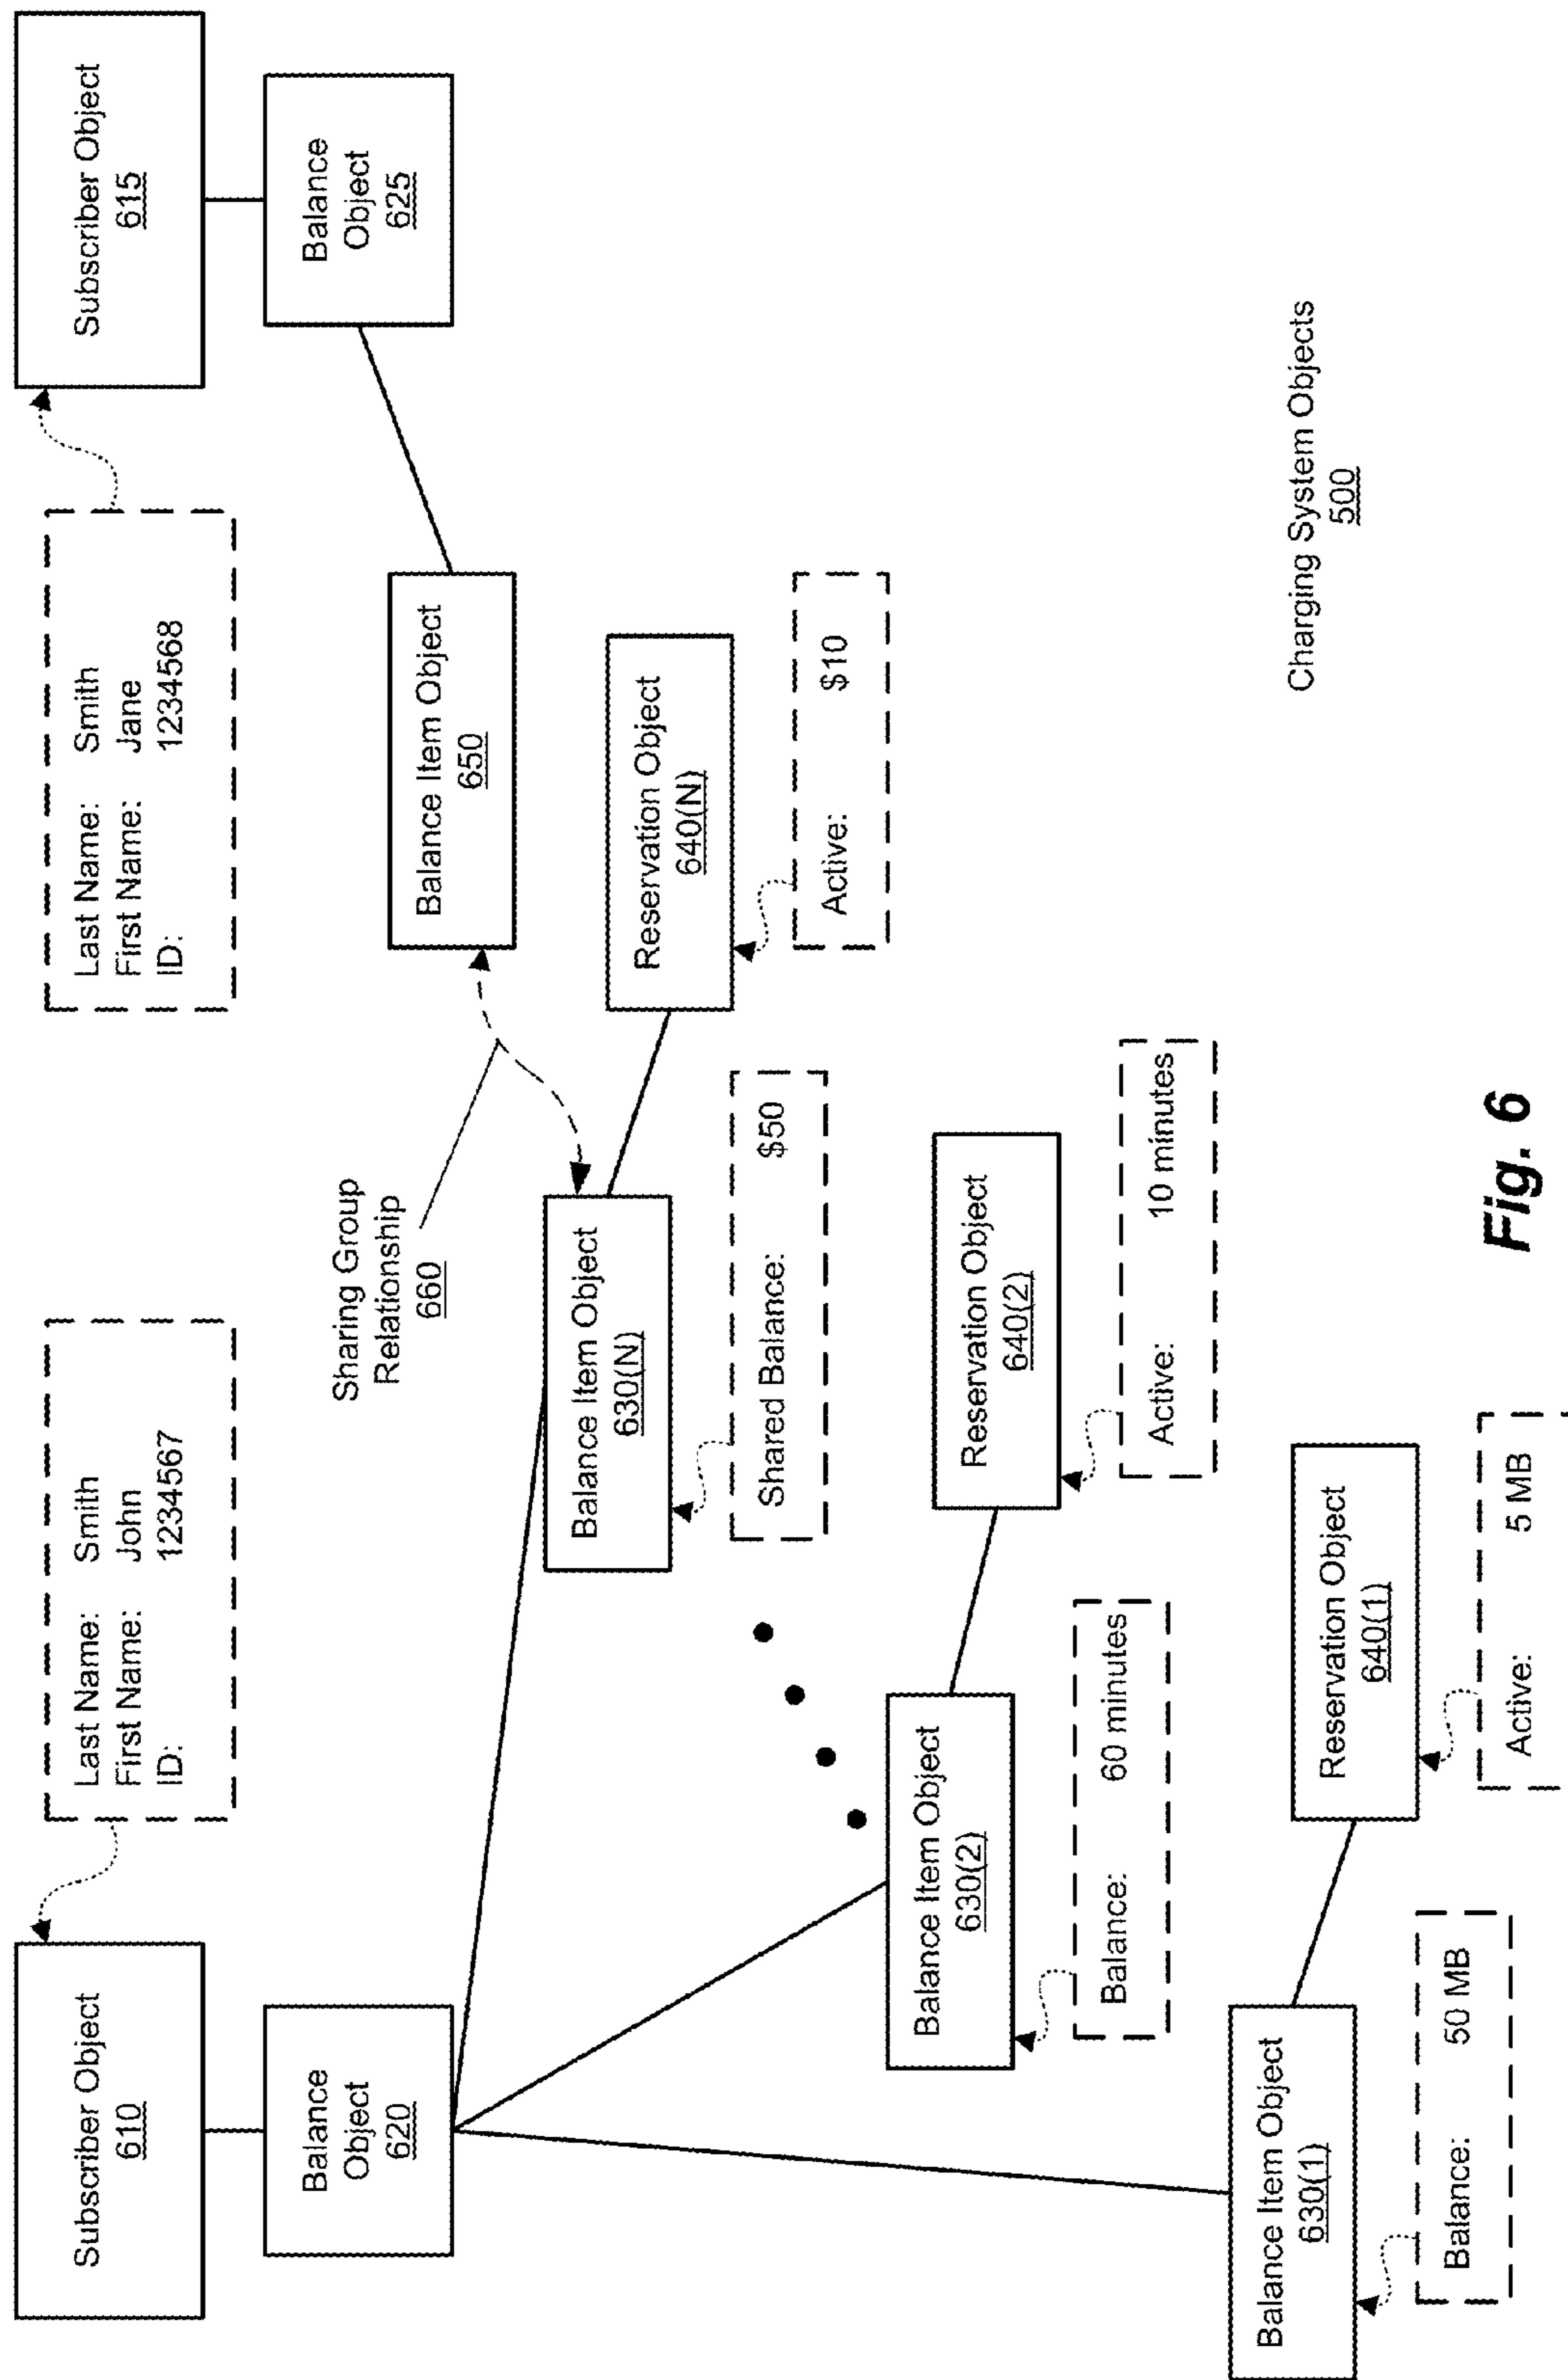 Subscriber Object
610
Last Name: Smith
First Name: John
ID: 1234567
Last Name: Smith
First Name: Jane
ID: 1234568
Subscriber Object
615
Balance
Object
620
Balance
Object
625
Sharing Group
Relationship
660
Balance Item Object
650
Balance Item Object
630(N)
Reservation Object
640(N)
Shared Balance: $50
Active: $10
Balance Item Object
630(2)
Reservation Object
640(2)
Balance: 60 minutes
Active: 10 minutes
Balance Item Object
630(1)
Reservation Object
640(1)
Balance: 50 MB
Active: 5 MB
Charging System Objects
500
Fig. 6